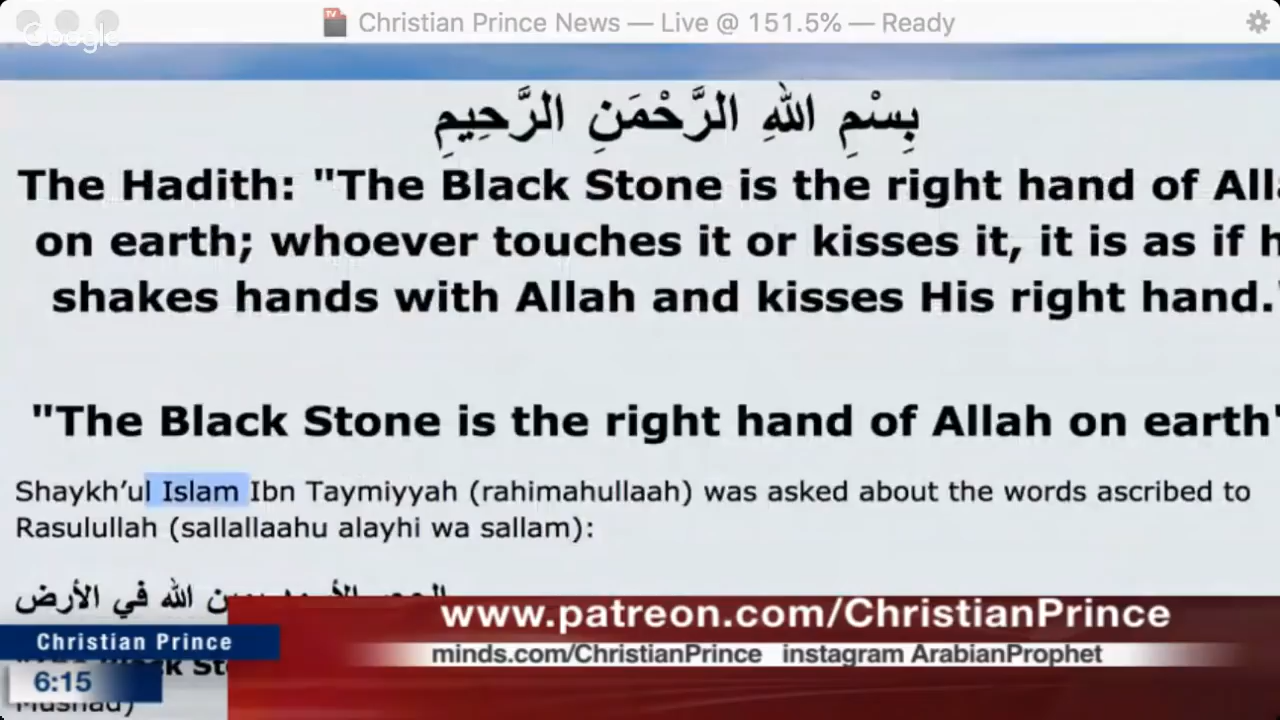 Christian Prince News — Live @ 151.5% — Ready
Google
بِسْمِ اللهِ الرَّحْمَنِ الرَّحِيمِ
The Hadith: "The Black Stone is the right hand of All
on earth; whoever touches it or kisses it, it is as if h
shakes hands with Allah and kisses His right hand."
"The Black Stone is the right hand of Allah on earth"
Shaykh’ul Islam Ibn Taymiyyah (rahimahullaah) was asked about the words ascribed to
Rasulullah (sallallaahu alayhi wa sallam):
الله في الأرض
www.patreon.com/ChristianPrince
Christian Prince
minds.com/ChristianPrince instagram ArabianProphet
6:15